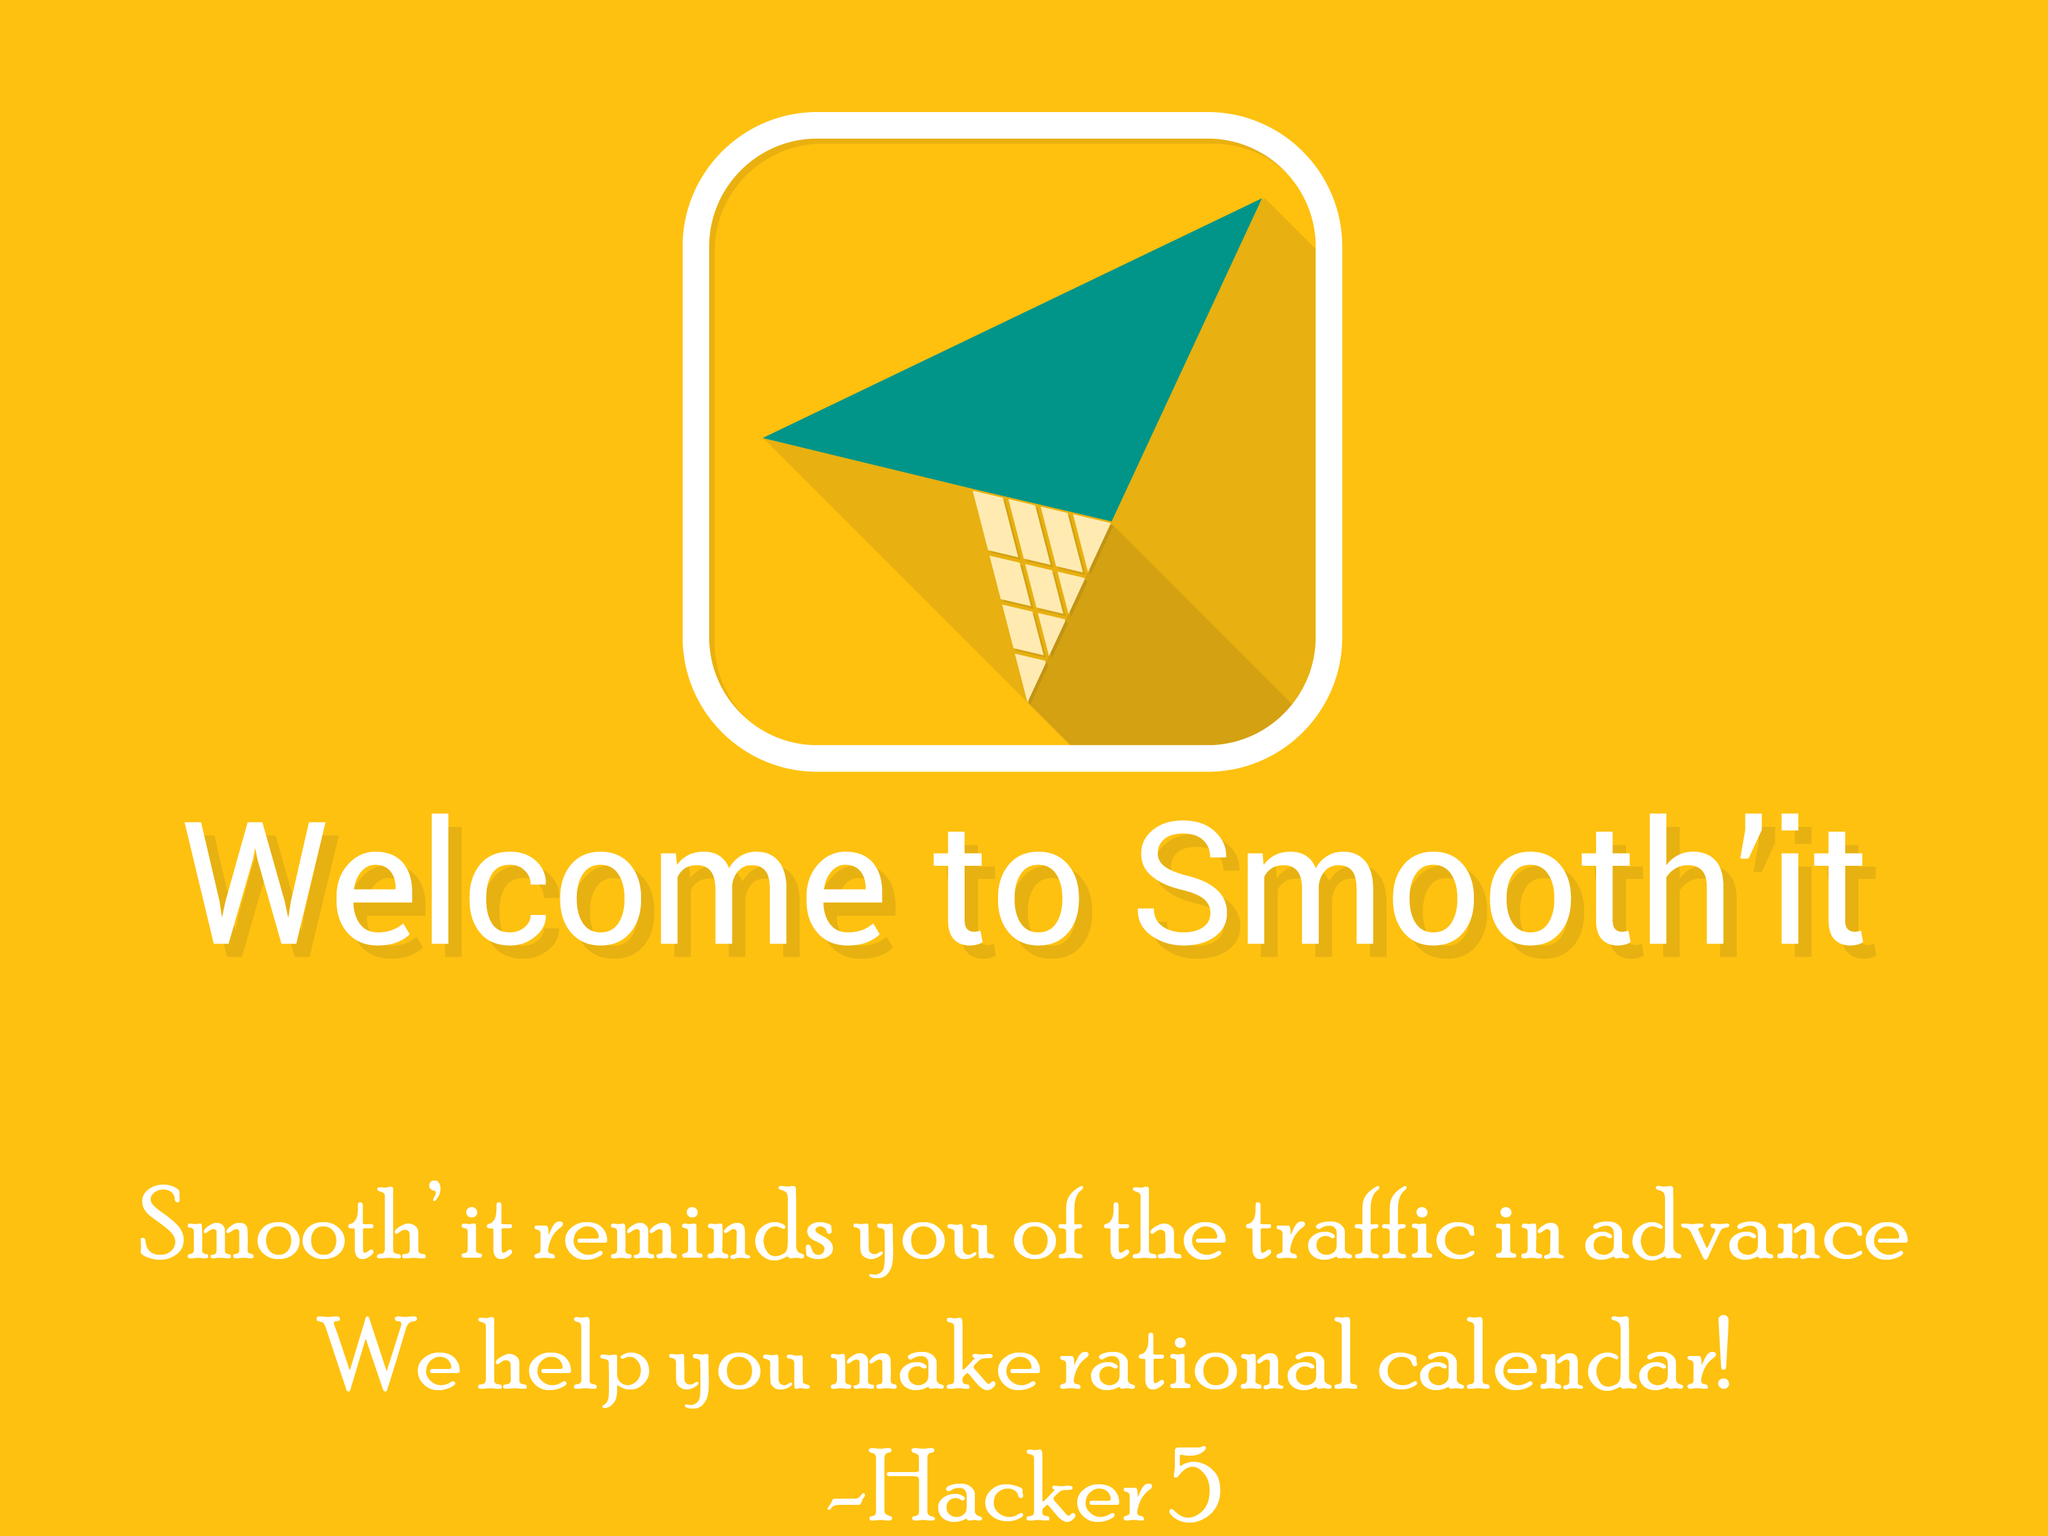 Welcome to Smooth’it
Smooth’it reminds you of the traffic in advance
We help you make rational calendar!
-Hacker 5